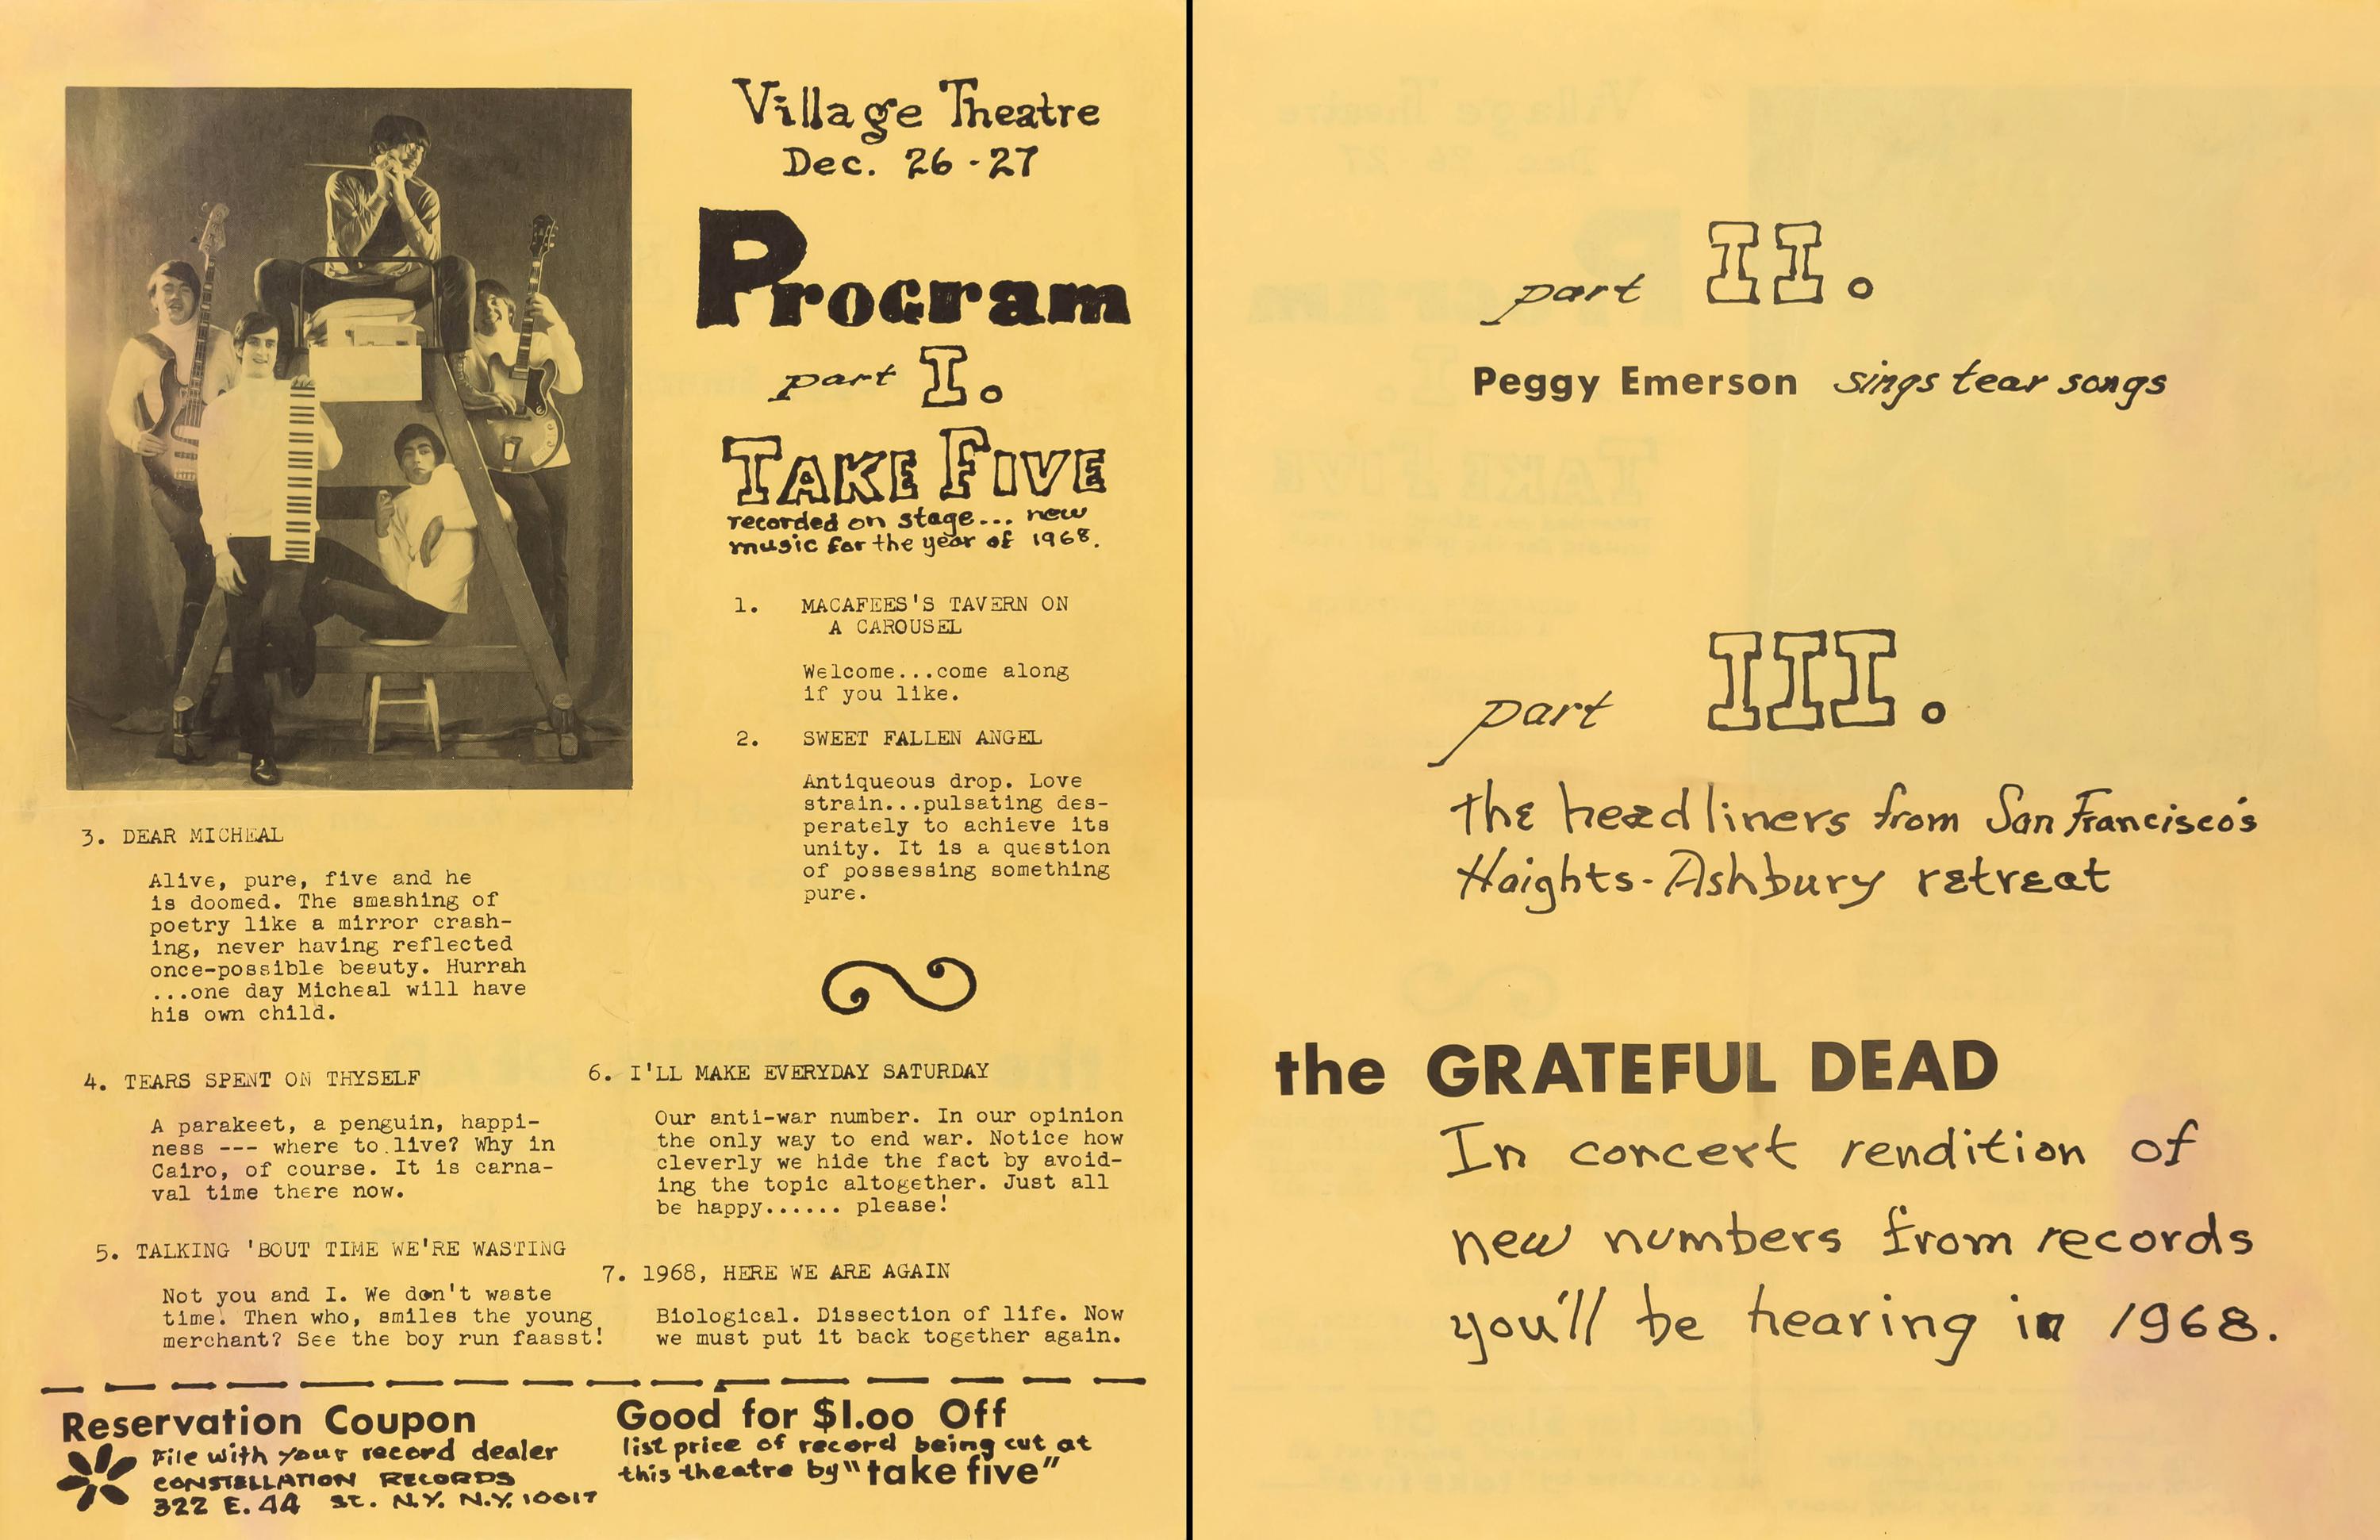 Village Theatre
Dec. 26-27
Program
part I.
TAKE FIVE
recorded on stage... new
music for the year of 1968.
1. MACAFEES'S TAVERN ON
A CAROUSEL
Welcome...come along
if you like.
2. SWEET FALLEN ANGEL
Antiqueous drop. Love
strain...pulsating des-
perately to achieve its
unity. It is a question
of possessing something
pure.
3. DEAR MICHEAL
Alive, pure, five and he
is doomed. The smashing of
poetry like a mirror crash-
ing, never having reflected
once-possible beauty. Hurrah
...one day Micheal will have
his own child.
4. TEARS SPENT ON THYSELF
A parakeet, a penguin, happi-
ness --- where to live? Why in
Cairo, of course. It is carna-
val time there now.
5. TALKING 'BOUT TIME WE'RE WASTING
Not you and I. We don't waste
time! Then who, smiles the young
merchant? See the boy run faasst!
6. I'LL MAKE EVERYDAY SATURDAY
Our anti-war number. In our opinion
the only way to end war. Notice how
cleverly we hide the fact by avoid-
ing the topic altogether. Just all
be happy...... please!
7. 1968, HERE WE ARE AGAIN
Biological. Dissection of life. Now
we must put it back together again.
Reservation Coupon
File with your record dealer
CONSTELLATION RECORDS
322 E. 44 St. N.Y. N.Y. 10017
Good for $1.00 Off
list price of record being cut at
this theatre by "take five"
part II.
Peggy Emerson sings tear songs
part III.
the headliners from San Francisco's
Haights-Ashbury retreat
the GRATEFUL DEAD
In concert rendition of
new numbers from records
you'll be hearing in 1968.